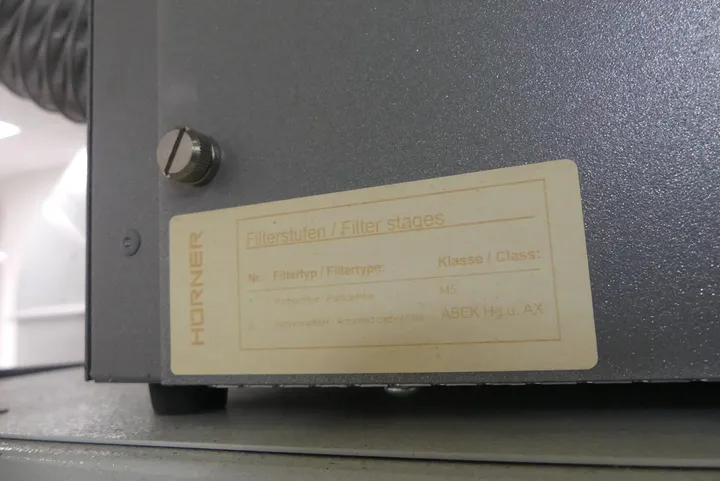 HÖRNER
Filterstufen / Filter stages
Nr. Filtertyp / Filtertype: Klasse / Class:
M5
ABEK Hg.u. AX